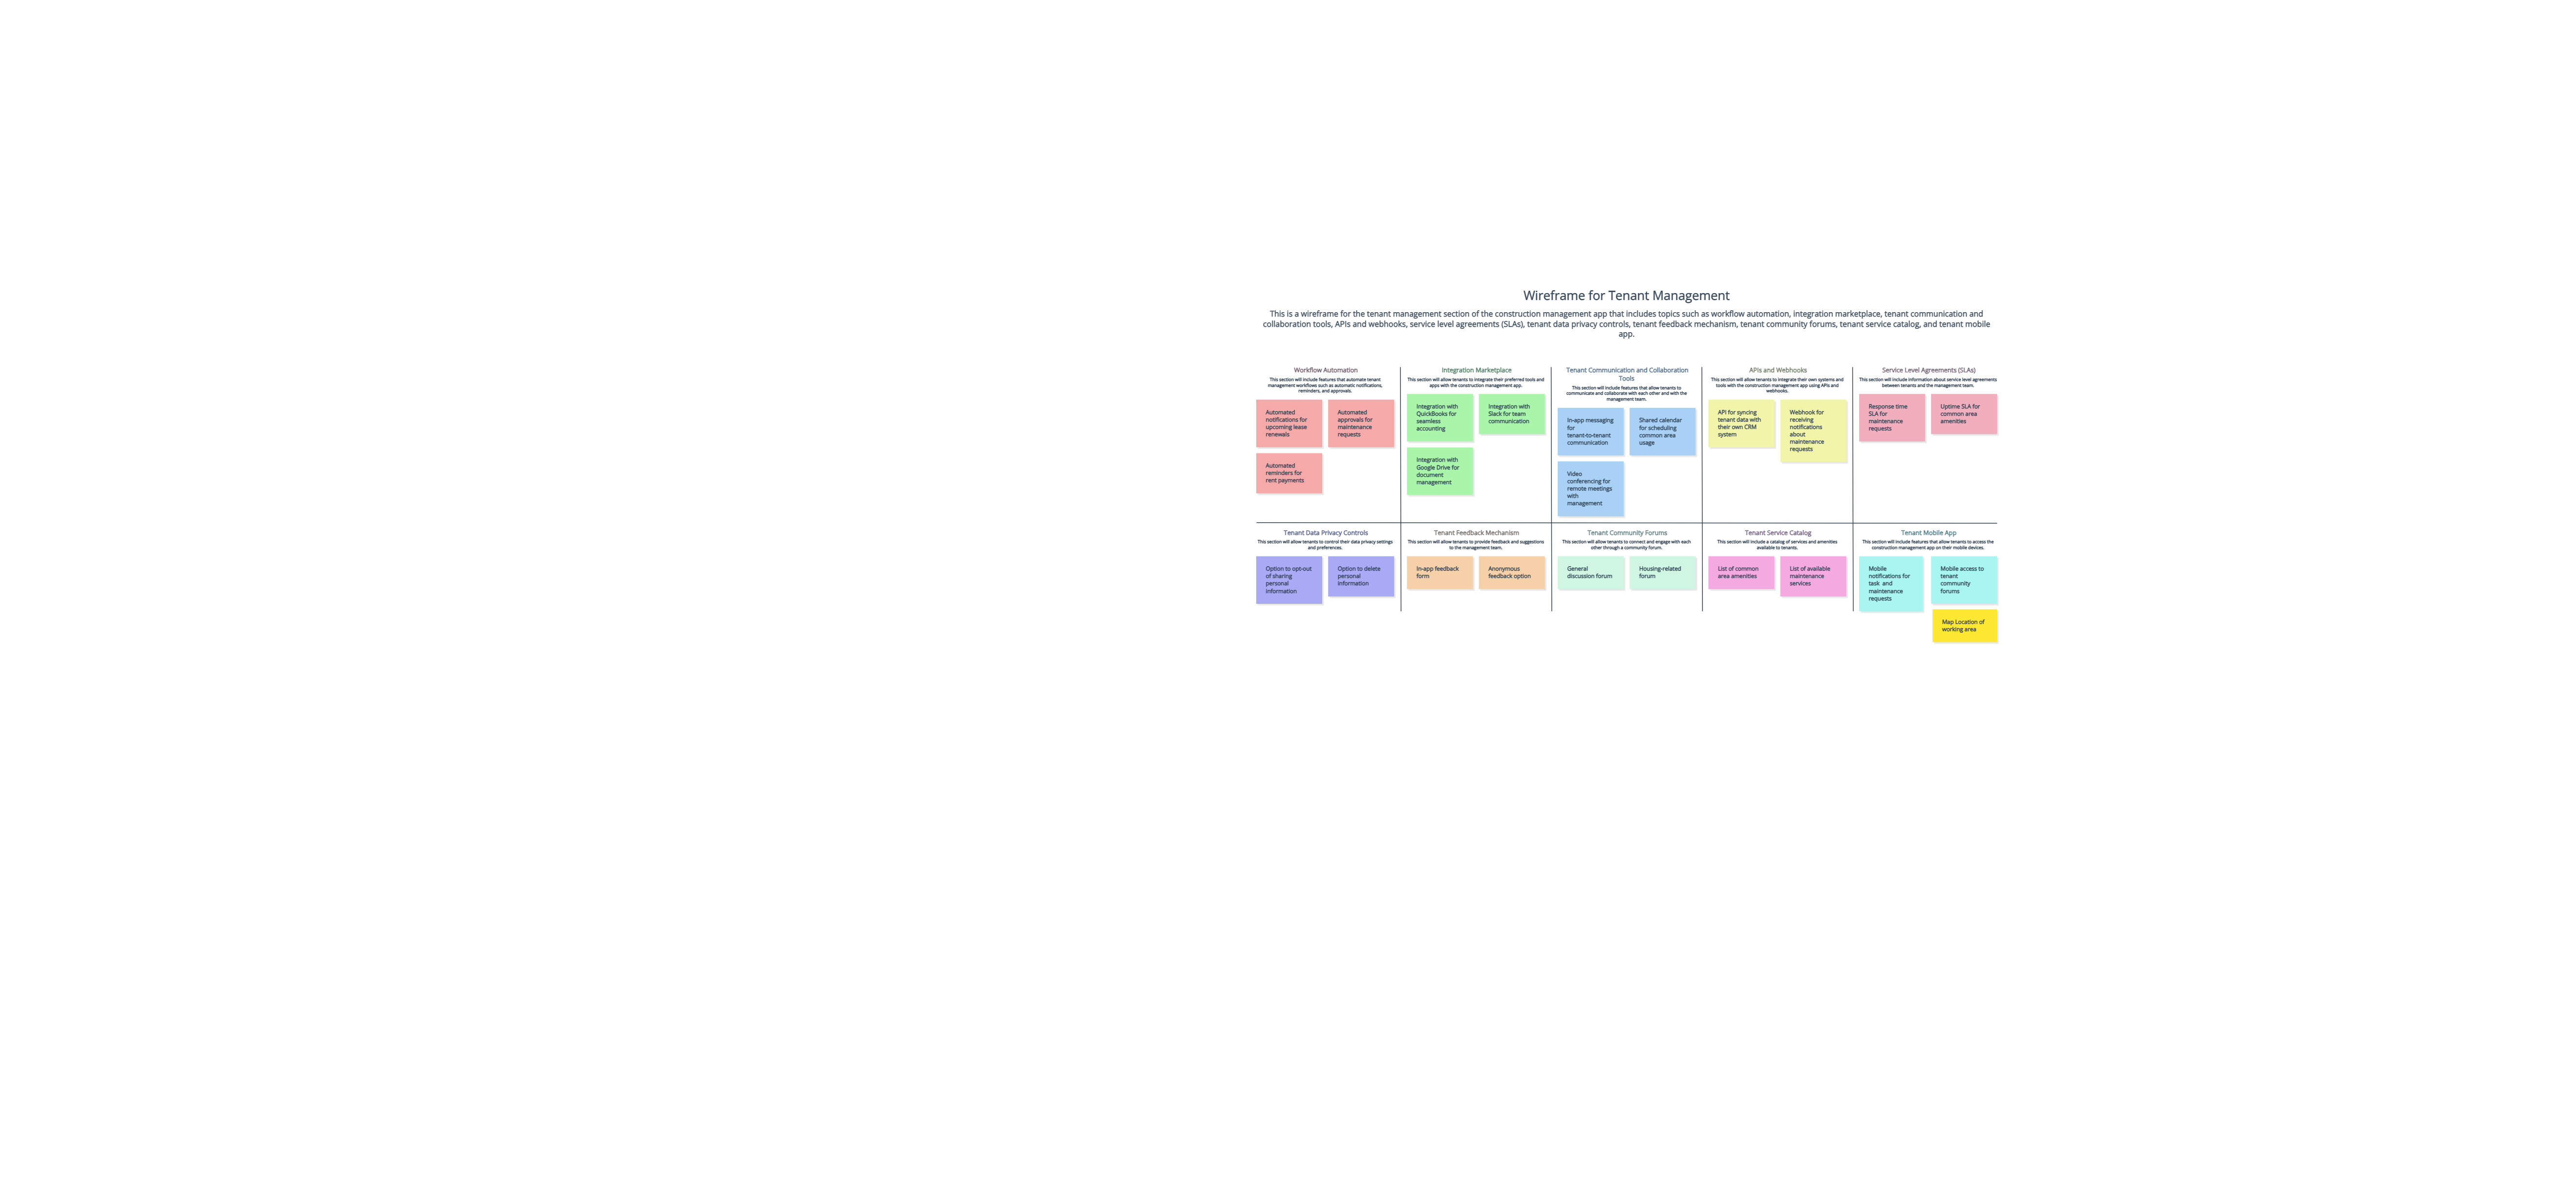 Wireframe for Tenant Management
This is a wireframe for the tenant management section of the construction management app that includes topics such as workflow automation, integration marketplace, tenant communication and
collaboration tools, APIs and webhooks, service level agreements (SLAs), tenant data privacy controls, tenant feedback mechanism, tenant community forums, tenant service catalog, and tenant mobile
app.
Workflow Automation
This section will include features that automate tenant
management workflows such as automatic notifications,
reminders, and approvals.
Automated
notifications for
upcoming lease
renewals
Automated
approvals for
maintenance
requests
Automated
reminders for
rent payments
Integration Marketplace
This section will allow tenants to integrate their preferred tools and
apps with the construction management app.
Integration with
QuickBooks for
seamless
accounting
Integration with
Slack for team
communication
Integration with
Google Drive for
document
management
Tenant Communication and Collaboration
Tools
This section will include features that allow tenants to
communicate and collaborate with each other and with the
management team.
In-app messaging
for
tenant-to-tenant
communication
Shared calendar
for scheduling
common area
usage
Video
conferencing for
remote meetings
with
management
APIs and Webhooks
This section will allow tenants to integrate their own systems and
tools with the construction management app using APIs and
webhooks.
API for syncing
tenant data with
their own CRM
system
Webhook for
receiving
notifications
about
maintenance
requests
Service Level Agreements (SLAs)
This section will include information about service level agreements
between tenants and the management team.
Response time
SLA for
maintenance
requests
Uptime SLA for
common area
amenities
Tenant Data Privacy Controls
This section will allow tenants to control their data privacy settings
and preferences.
Option to opt-out
of sharing
personal
information
Option to delete
personal
information
Tenant Feedback Mechanism
This section will allow tenants to provide feedback and suggestions
to the management team.
In-app feedback
form
Anonymous
feedback option
Tenant Community Forums
This section will allow tenants to connect and engage with each
other through a community forum.
General
discussion forum
Housing-related
forum
Tenant Service Catalog
This section will include a catalog of services and amenities
available to tenants.
List of common
area amenities
List of available
maintenance
services
Tenant Mobile App
This section will include features that allow tenants to access the
construction management app on their mobile devices.
Mobile
notifications for
task and
maintenance
requests
Mobile access to
tenant
community
forums
Map Location of
working area